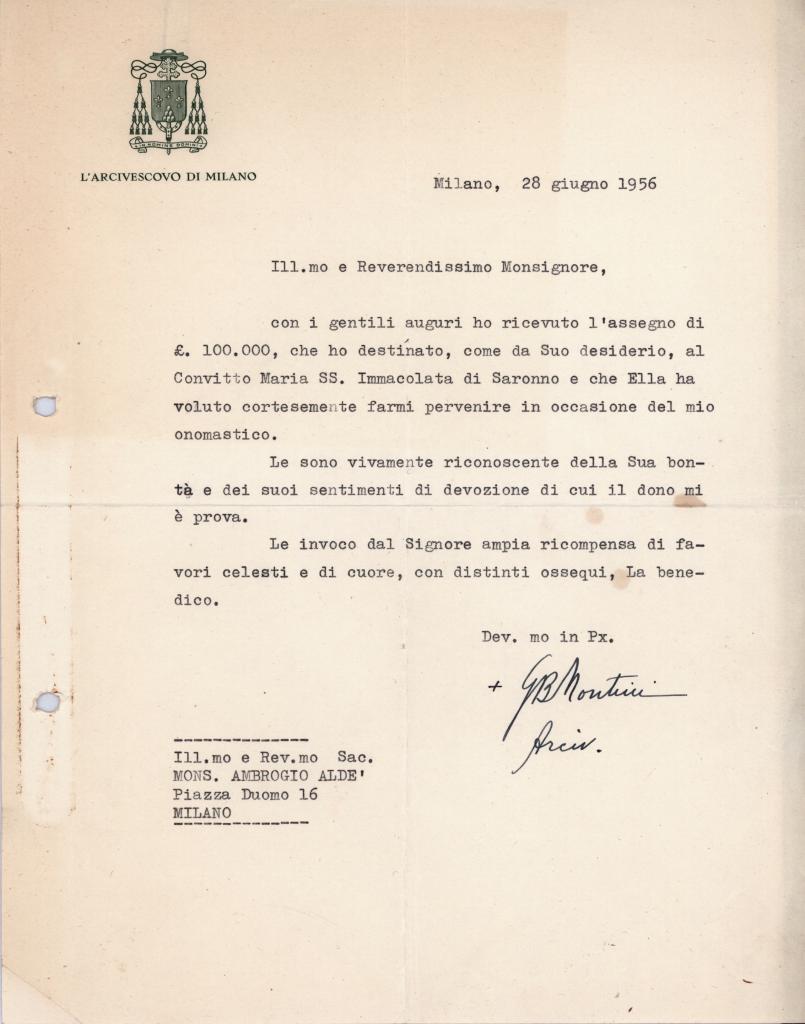 IN NOMINE DOMINI
L'ARCIVESCOVO DI MILANO
Milano, 28 giugno 1956
Ill.mo e Reverendissimo Monsignore,
con i gentili auguri ho ricevuto l'assegno di
£. 100.000, che ho destinato, come da Suo desiderio, al
Convitto Maria SS. Immacolata di Saronno e che Ella ha
voluto cortesemente farmi pervenire in occasione del mio
onomastico.
Le sono vivamente riconoscente della Sua bon-
tà e dei suoi sentimenti di devozione di cui il dono mi
è prova.
Le invoco dal Signore ampia ricompensa di fa-
vori celesti e di cuore, con distinti ossequi, La bene-
dico.
Dev. mo in Px.
+ GB Montini
Arciv.
Ill.mo e Rev.mo Sac.
MONS. AMBROGIO ALDE'
Piazza Duomo 16
MILANO